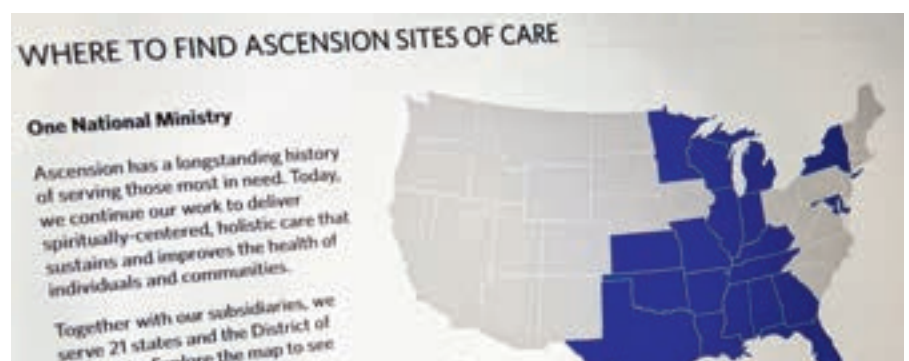 WHERE TO FIND ASCENSION SITES OF CARE
One National Ministry
Ascension has a longstanding history
of serving those most in need. Today,
we continue our work to deliver
spiritually-centered, holistic care that
sustains and improves the health of
individuals and communities.
Together with our subsidiaries, we
serve 21 states and the District of
Explore the map to see